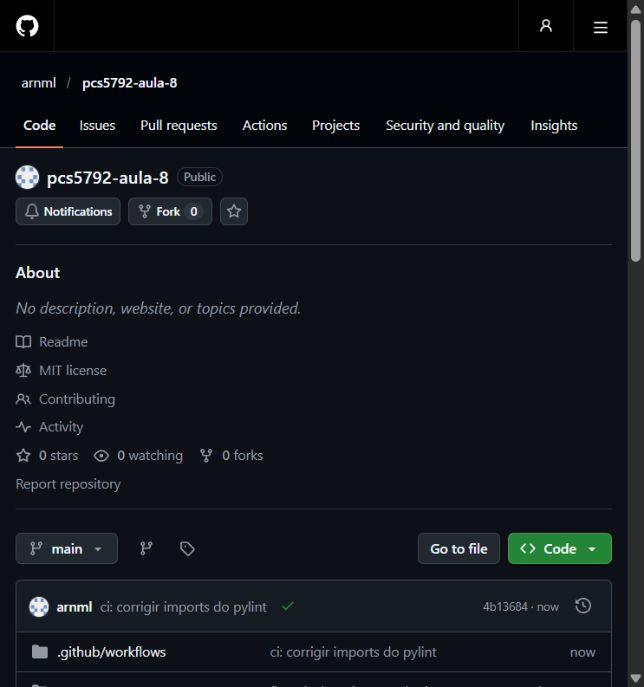 arnml / pcs5792-aula-8
Code Issues Pull requests Actions Projects Security and quality Insights
pcs5792-aula-8 Public
Notifications Fork 0
About
No description, website, or topics provided.
Readme
MIT license
Contributing
Activity
0 stars 0 watching 0 forks
Report repository
main Go to file Code
arnml ci: corrigir imports do pylint 4b13684 · now
.github/workflows ci: corrigir imports do pylint now